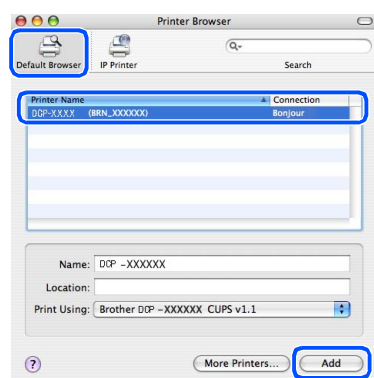 Printer Browser
Default Browser
IP Printer
Q-
Search
Printer Name Connection
DCP-XXXX (BRN_XXXXXX) Bonjour
Name: DCP -XXXXXX
Location:
Print Using: Brother DCP -XXXXXX CUPS v1.1
? More Printers... Add